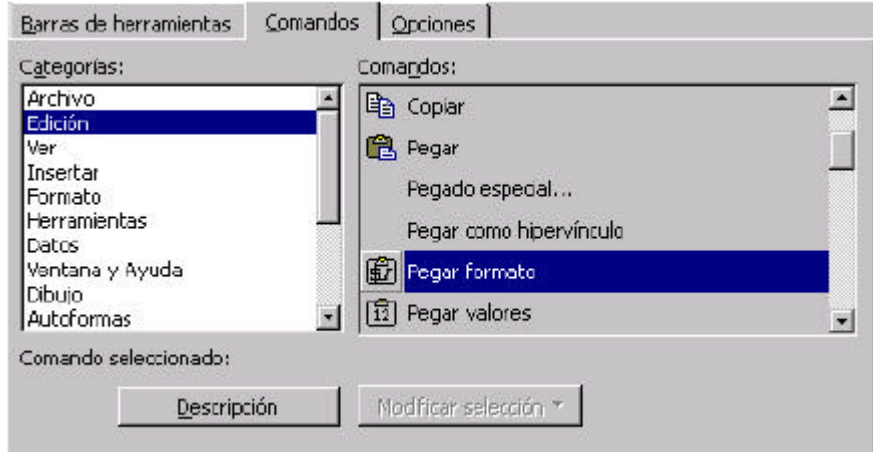 Barras de herramientas Comandos Opciones
Categorías: Comandos:
Archivo
Edición
Ver
Insertar
Formato
Herramientas
Datos
Ventana y Ayuda
Dibujo
Autoformas
Copiar
Pegar
Pegado especial...
Pegar como hipervínculo
Pegar formato
Pegar valores
Comando seleccionado:
Descripción Modificar selección